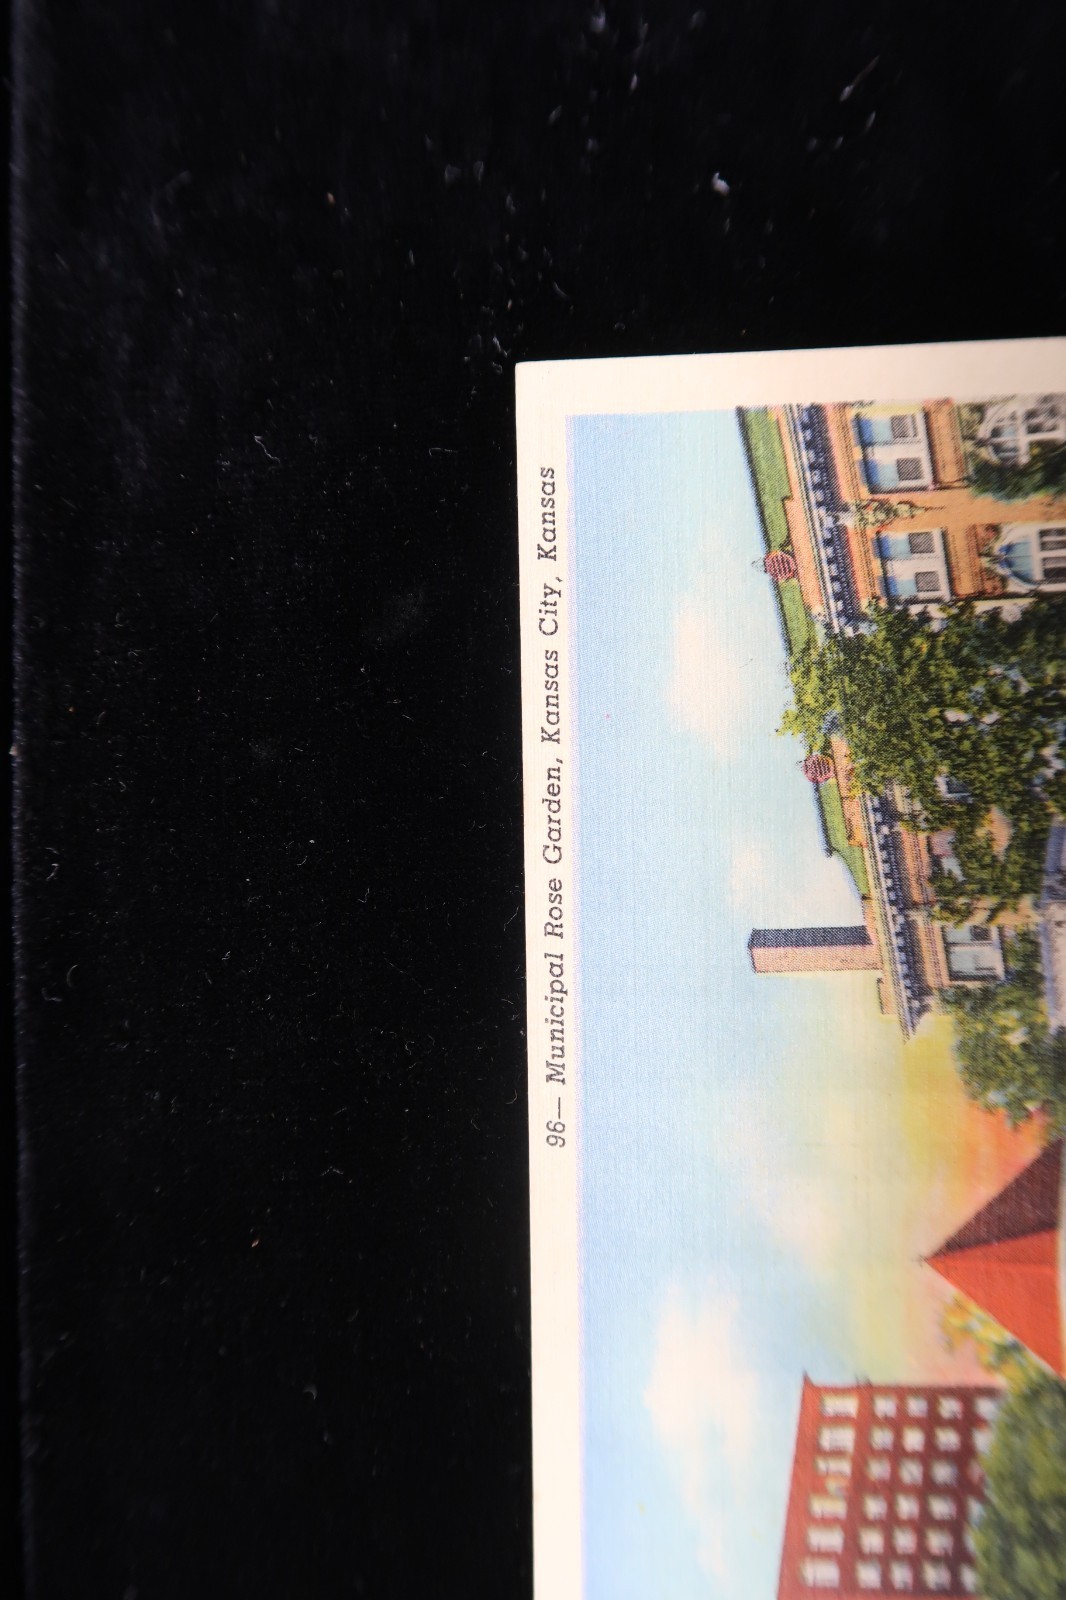 96— Municipal Rose Garden, Kansas City, Kansas